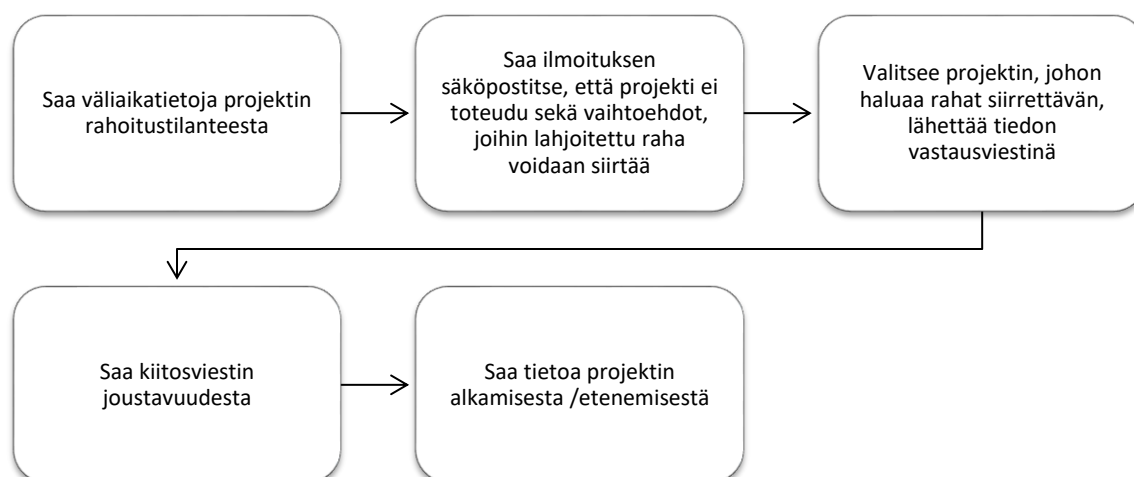 Saa väliaikatietoja projektin
rahoitustilanteesta
Saa ilmoituksen
säköpostitse, että projekti ei
toteudu sekä vaihtoehdot,
joihin lahjoitettu raha
voidaan siirtää
Valitsee projektin, johon
haluaa rahat siirrettävän,
lähettää tiedon
vastausviestinä
Saa kiitosviestin
joustavuudesta
Saa tietoa projektin
alkamisesta /etenemisestä